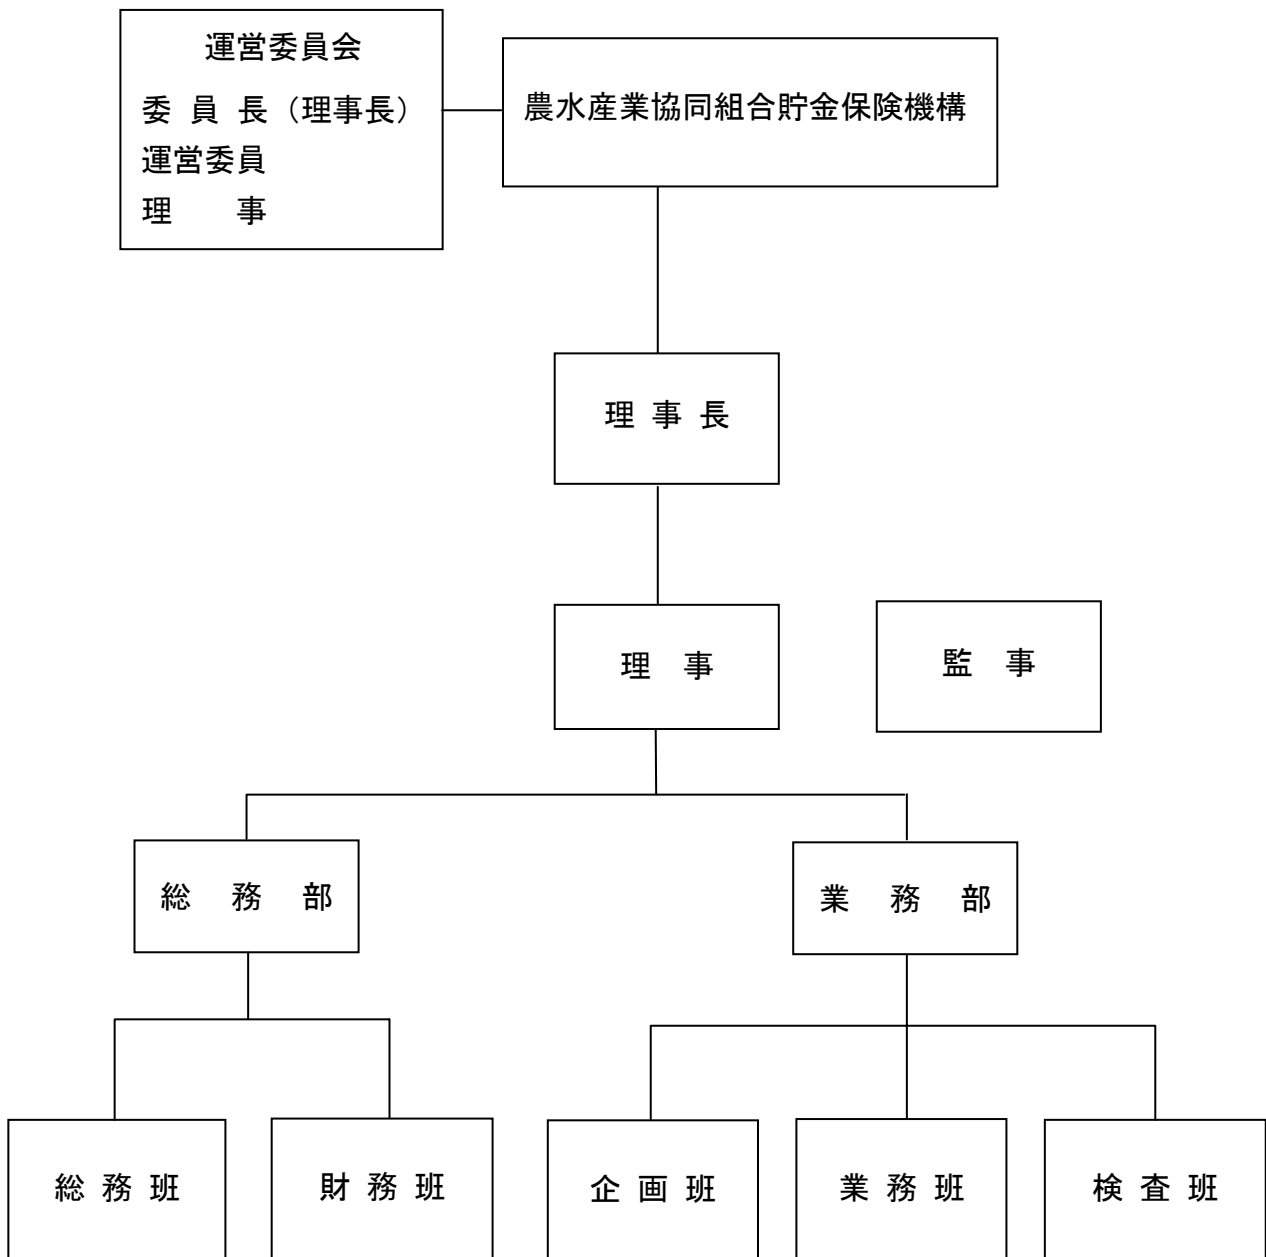 運営委員会
委 員 長（理事長）
運営委員
理　　事
農水産業協同組合貯金保険機構
理 事 長
理　事
監　事
総　務　部
業　務　部
総 務 班
財 務 班
企 画 班
業 務 班
検 査 班